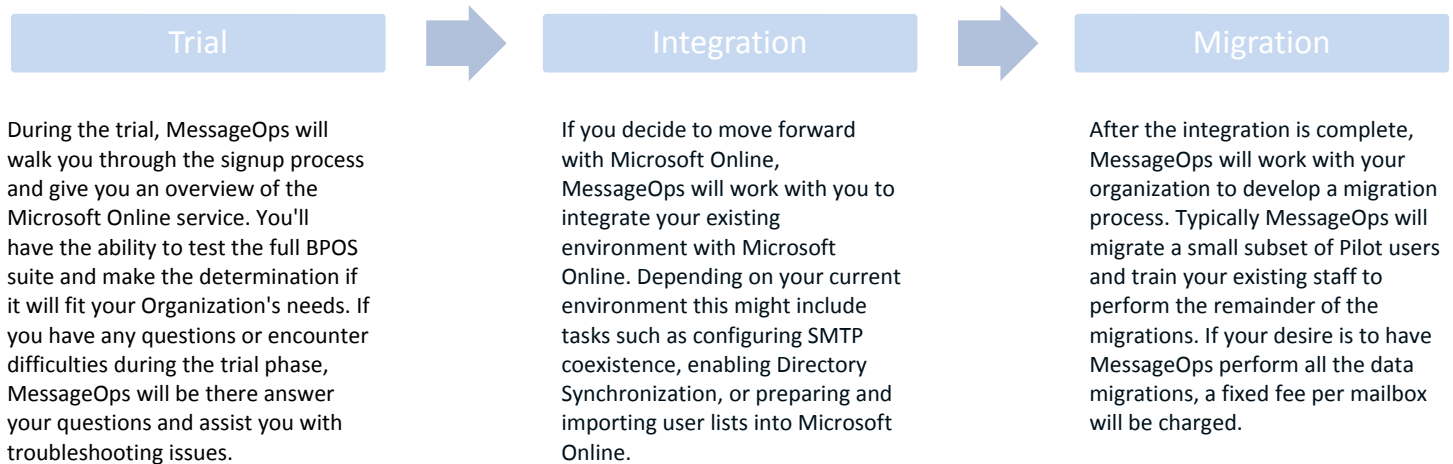 Trial
During the trial, MessageOps will
walk you through the signup process
and give you an overview of the
Microsoft Online service. You'll
have the ability to test the full BPOS
suite and make the determination if
it will fit your Organization's needs. If
you have any questions or encounter
difficulties during the trial phase,
MessageOps will be there answer
your questions and assist you with
troubleshooting issues.
Integration
If you decide to move forward
with Microsoft Online,
MessageOps will work with you to
integrate your existing
environment with Microsoft
Online. Depending on your current
environment this might include
tasks such as configuring SMTP
coexistence, enabling Directory
Synchronization, or preparing and
importing user lists into Microsoft
Online.
Migration
After the integration is complete,
MessageOps will work with your
organization to develop a migration
process. Typically MessageOps will
migrate a small subset of Pilot users
and train your existing staff to
perform the remainder of the
migrations. If your desire is to have
MessageOps perform all the data
migrations, a fixed fee per mailbox
will be charged.